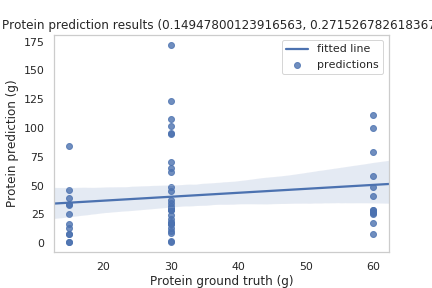 Protein prediction results (0.14947800123916563, 0.271526782618367
175
150
125
100
75
50
25
0
20
30
40
50
60
Protein prediction (g)
Protein ground truth (g)
fitted line
predictions